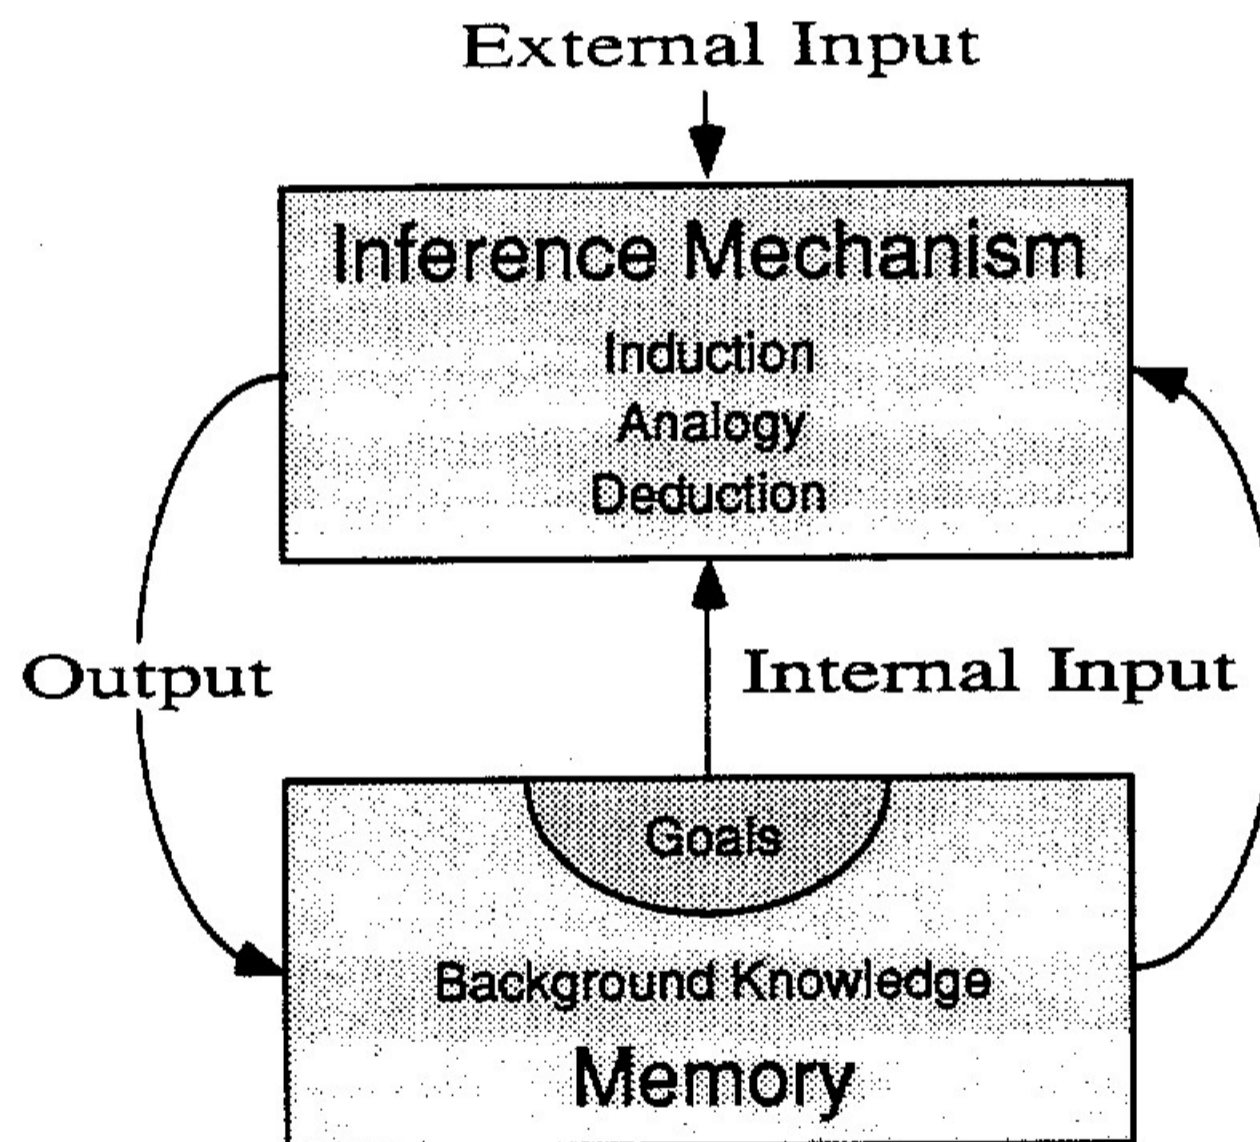 External Input
Inference Mechanism
Induction
Analogy
Deduction
Output
Internal Input
Goals
Background Knowledge
Memory